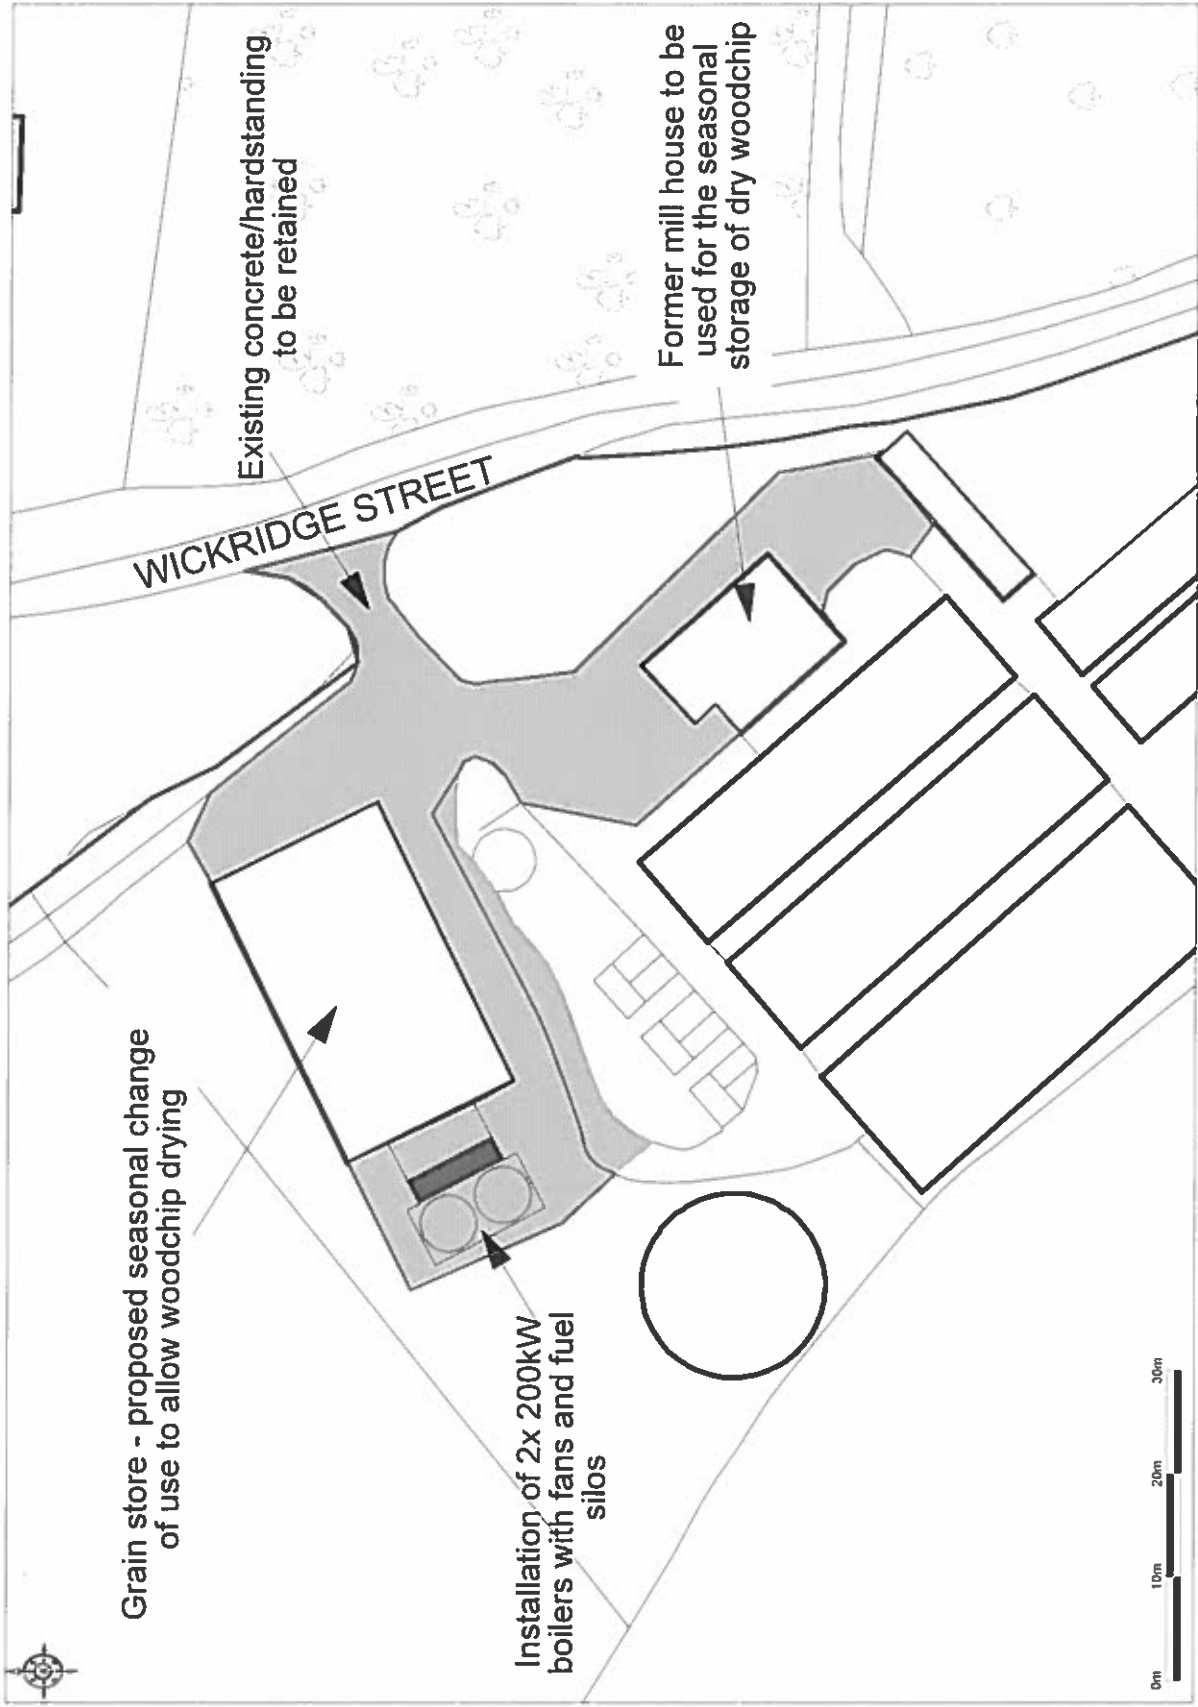 Existing concrete/hardstanding
to be retained
Former mill house to be
used for the seasonal
storage of dry woodchip
WICKRIDGE STREET
Grain store - proposed seasonal change
of use to allow woodchip drying
Installation of 2x 200kW
boilers with fans and fuel
silos
0m 10m 20m 30m